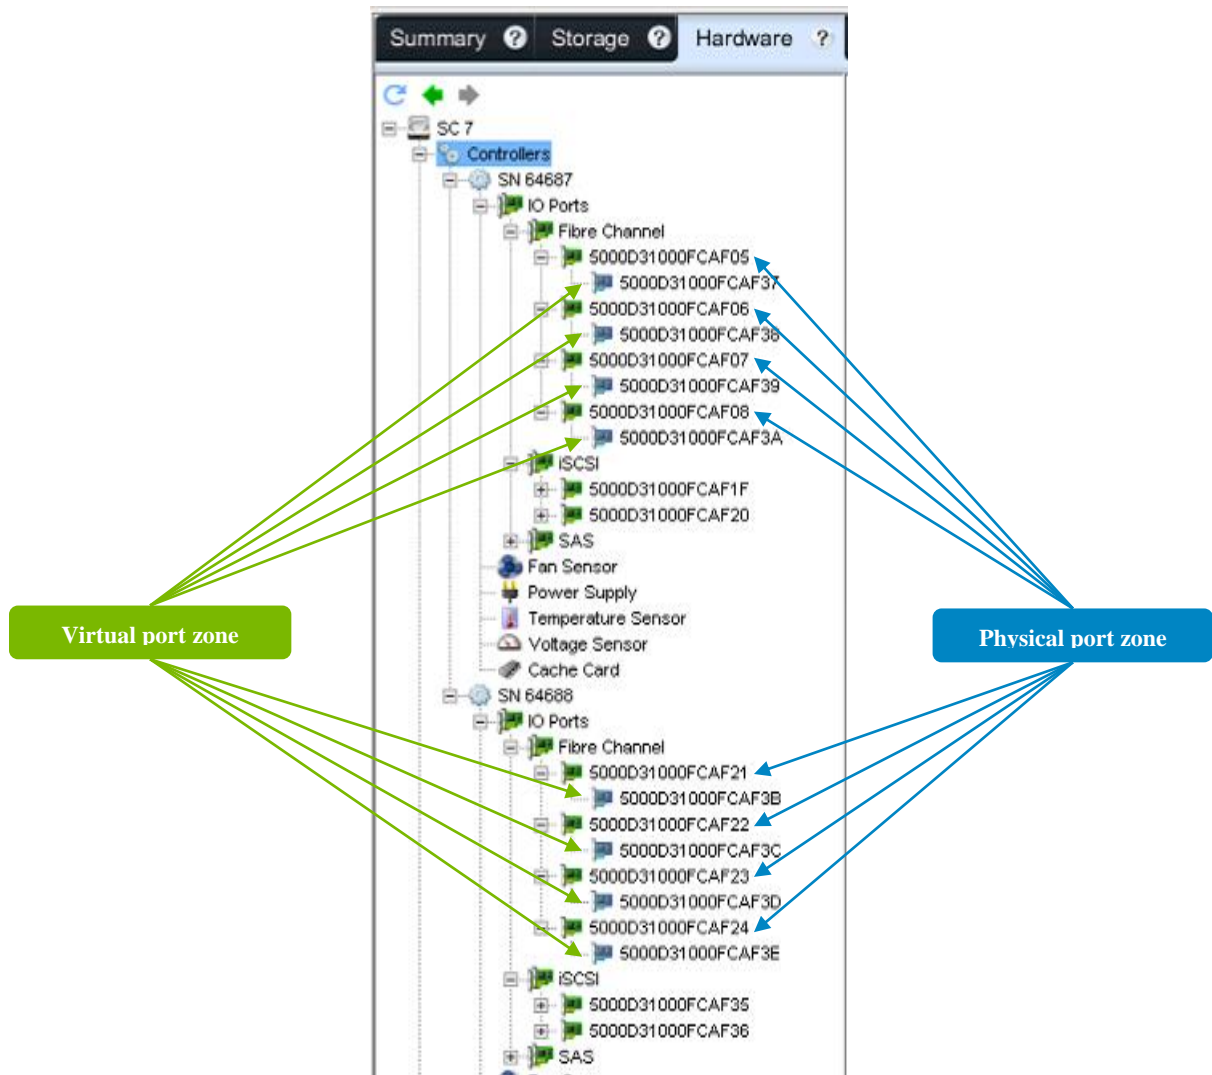 Summary ? Storage ? Hardware ?
SC 7
Controllers
SN 64687
IO Ports
Fibre Channel
5000D31000FCAF05
5000D31000FCAF37
5000D31000FCAF06
5000D31000FCAF38
5000D31000FCAF07
5000D31000FCAF39
5000D31000FCAF08
5000D31000FCAF3A
iSCSI
5000D31000FCAF1F
5000D31000FCAF20
SAS
Fan Sensor
Power Supply
Temperature Sensor
Voltage Sensor
Cache Card
SN 64688
IO Ports
Fibre Channel
5000D31000FCAF21
5000D31000FCAF3B
5000D31000FCAF22
5000D31000FCAF3C
5000D31000FCAF23
5000D31000FCAF3D
5000D31000FCAF24
5000D31000FCAF3E
iSCSI
5000D31000FCAF35
5000D31000FCAF36
SAS
Virtual port zone
Physical port zone